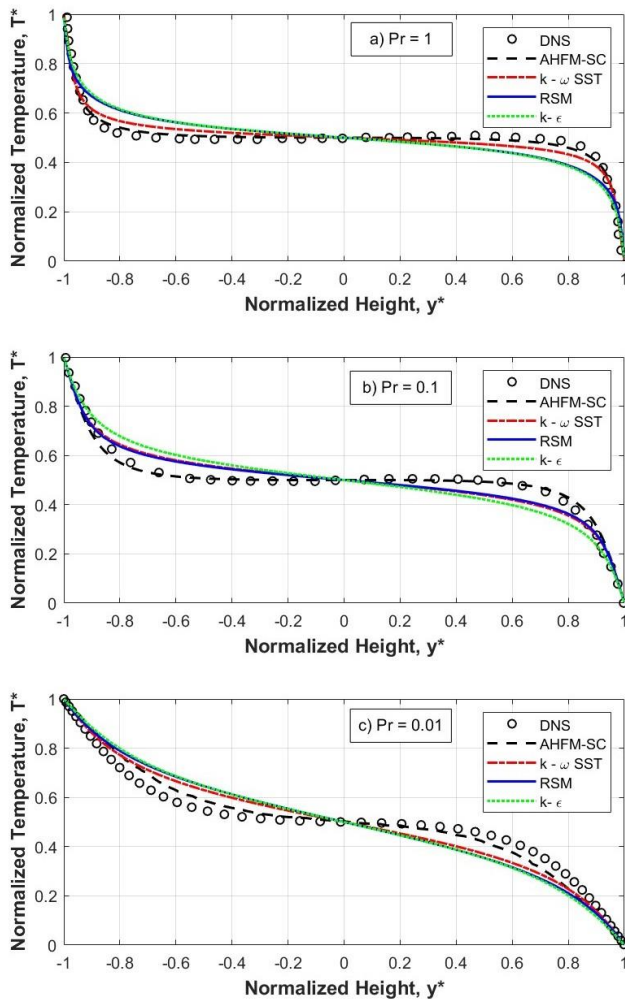 a) Pr = 1
DNS
AHFM-SC
k - ω SST
RSM
k- ϵ
Normalized Temperature, T*
1
0.8
0.6
0.4
0.2
0
-1 -0.8 -0.6 -0.4 -0.2 0 0.2 0.4 0.6 0.8 1
Normalized Height, y*
b) Pr = 0.1
DNS
AHFM-SC
k - ω SST
RSM
k- ϵ
Normalized Temperature, T*
1
0.8
0.6
0.4
0.2
0
-1 -0.8 -0.6 -0.4 -0.2 0 0.2 0.4 0.6 0.8 1
Normalized Height, y*
c) Pr = 0.01
DNS
AHFM-SC
k - ω SST
RSM
k- ϵ
Normalized Temperature, T*
1
0.8
0.6
0.4
0.2
0
-1 -0.8 -0.6 -0.4 -0.2 0 0.2 0.4 0.6 0.8 1
Normalized Height, y*